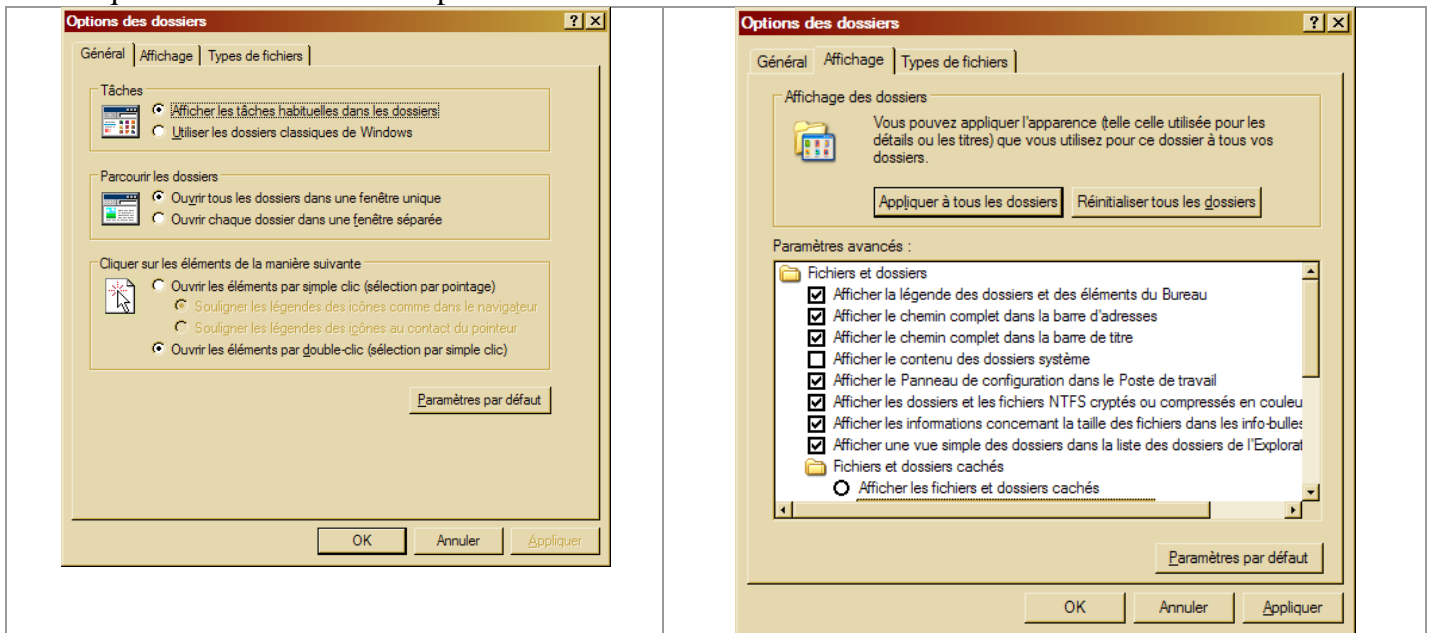 Options des dossiers
Général Affichage Types de fichiers
Tâches
Afficher les tâches habituelles dans les dossiers
Utiliser les dossiers classiques de Windows
Parcourir les dossiers
Ouvrir tous les dossiers dans une fenêtre unique
Ouvrir chaque dossier dans une fenêtre séparée
Cliquer sur les éléments de la manière suivante
Ouvrir les éléments par simple clic (sélection par pointage)
Souligner les légendes des icônes comme dans le navigateur
Souligner les légendes des icônes au contact du pointeur
Ouvrir les éléments par double-clic (sélection par simple clic)
Paramètres par défaut
OK Annuler Appliquer
Options des dossiers
Général Affichage Types de fichiers
Affichage des dossiers
Vous pouvez appliquer l'apparence (telle celle utilisée pour les
détails ou les titres) que vous utilisez pour ce dossier à tous vos
dossiers.
Appliquer à tous les dossiers Réinitialiser tous les dossiers
Paramètres avancés :
Fichiers et dossiers
Afficher la légende des dossiers et des éléments du Bureau
Afficher le chemin complet dans la barre d'adresses
Afficher le chemin complet dans la barre de titre
Afficher le contenu des dossiers système
Afficher le Panneau de configuration dans le Poste de travail
Afficher les dossiers et les fichiers NTFS cryptés ou compressés en couleu
Afficher les informations concernant la taille des fichiers dans les info-bulles
Afficher une vue simple des dossiers dans la liste des dossiers de l'Explorat
Fichiers et dossiers cachés
Afficher les fichiers et dossiers cachés
Paramètres par défaut
OK Annuler Appliquer